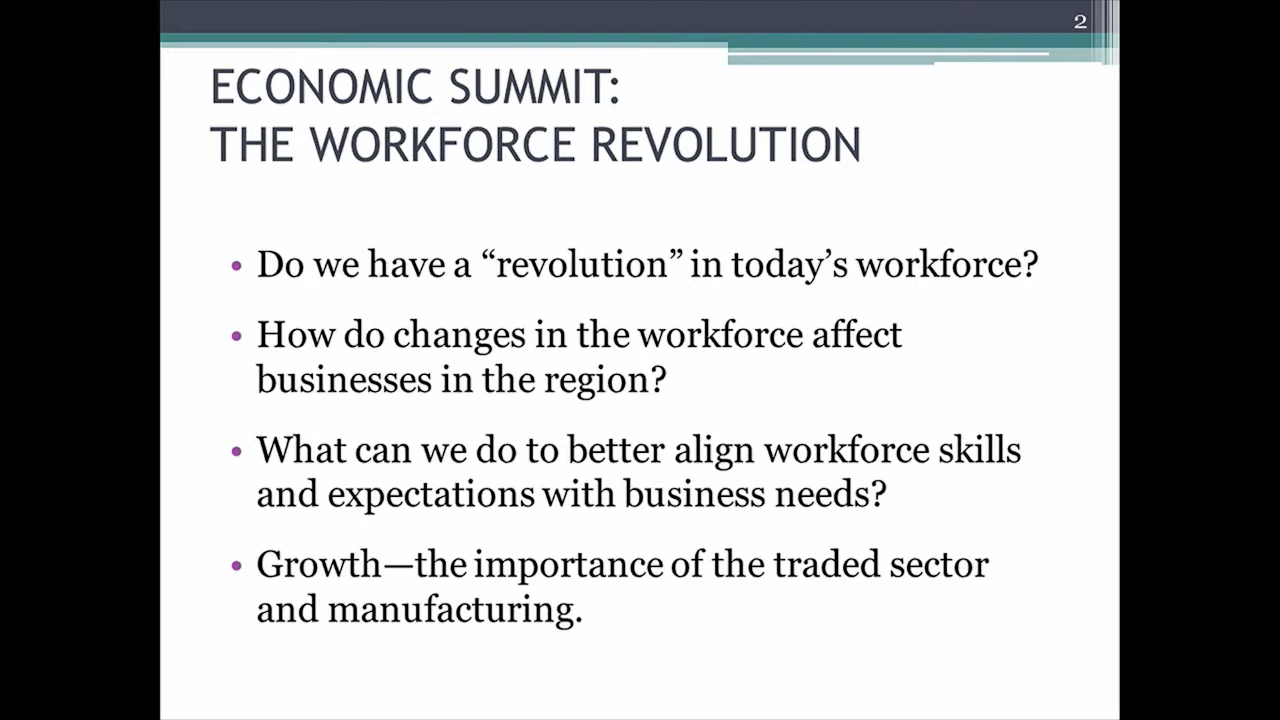 2
ECONOMIC SUMMIT:
THE WORKFORCE REVOLUTION
• Do we have a “revolution” in today’s workforce?
• How do changes in the workforce affect
businesses in the region?
• What can we do to better align workforce skills
and expectations with business needs?
• Growth—the importance of the traded sector
and manufacturing.